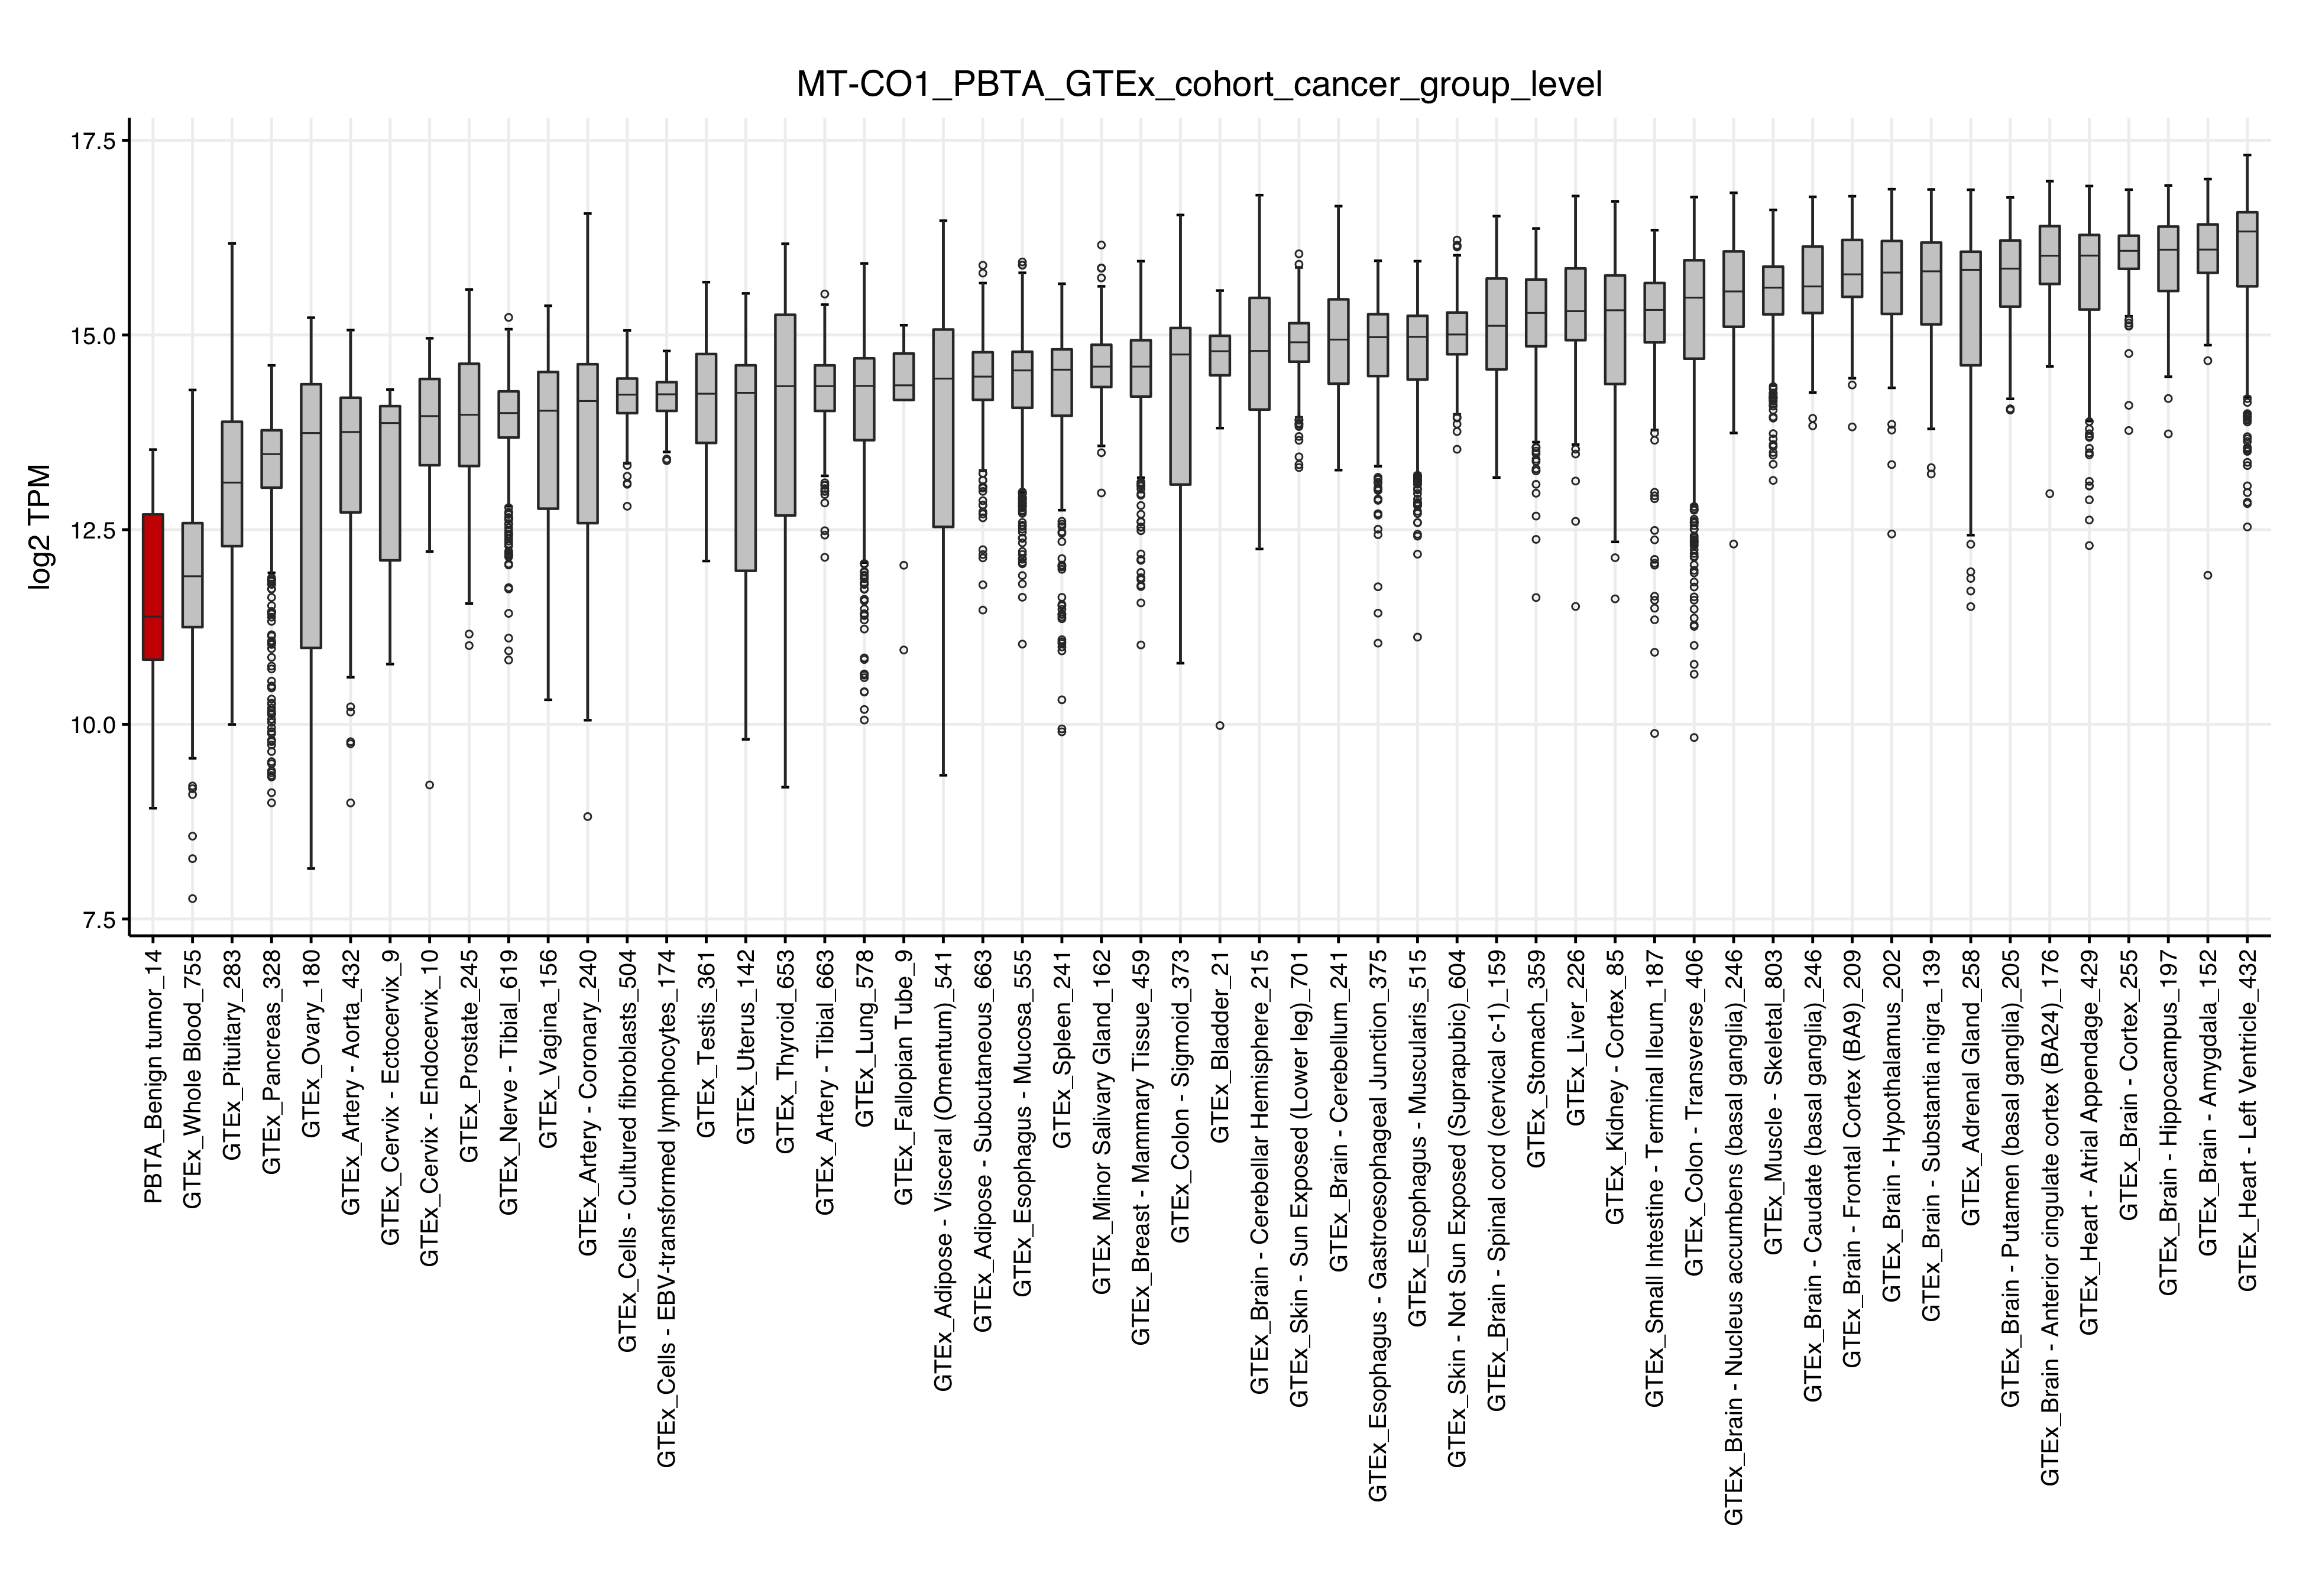 MT-CO1_PBTA_GTEx_cohort_cancer_group_level
log2 TPM
17.5
15.0
12.5
10.0
7.5
PBTA_Benign tumor_14
GTEx_Whole Blood_755
GTEx_Pituitary_283
GTEx_Pancreas_328
GTEx_Ovary_180
GTEx_Artery - Aorta_432
GTEx_Cervix - Ectocervix_9
GTEx_Cervix - Endocervix_10
GTEx_Prostate_245
GTEx_Nerve - Tibial_619
GTEx_Vagina_156
GTEx_Artery - Coronary_240
GTEx_Cells - Cultured fibroblasts_504
GTEx_Cells - EBV-transformed lymphocytes_174
GTEx_Testis_361
GTEx_Uterus_142
GTEx_Thyroid_653
GTEx_Artery - Tibial_663
GTEx_Lung_578
GTEx_Fallopian Tube_9
GTEx_Adipose - Visceral (Omentum)_541
GTEx_Adipose - Subcutaneous_663
GTEx_Esophagus - Mucosa_555
GTEx_Spleen_241
GTEx_Minor Salivary Gland_162
GTEx_Breast - Mammary Tissue_459
GTEx_Colon - Sigmoid_373
GTEx_Bladder_21
GTEx_Brain - Cerebellar Hemisphere_215
GTEx_Skin - Sun Exposed (Lower leg)_701
GTEx_Brain - Cerebellum_241
GTEx_Esophagus - Gastroesophageal Junction_375
GTEx_Esophagus - Muscularis_515
GTEx_Skin - Not Sun Exposed (Suprapubic)_604
GTEx_Brain - Spinal cord (cervical c-1)_159
GTEx_Stomach_359
GTEx_Liver_226
GTEx_Kidney - Cortex_85
GTEx_Small Intestine - Terminal Ileum_187
GTEx_Colon - Transverse_406
GTEx_Brain - Nucleus accumbens (basal ganglia)_246
GTEx_Muscle - Skeletal_803
GTEx_Brain - Caudate (basal ganglia)_246
GTEx_Brain - Frontal Cortex (BA9)_209
GTEx_Brain - Hypothalamus_202
GTEx_Brain - Substantia nigra_139
GTEx_Adrenal Gland_258
GTEx_Brain - Putamen (basal ganglia)_205
GTEx_Brain - Anterior cingulate cortex (BA24)_176
GTEx_Heart - Atrial Appendage_429
GTEx_Brain - Cortex_255
GTEx_Brain - Hippocampus_197
GTEx_Brain - Amygdala_152
GTEx_Heart - Left Ventricle_432